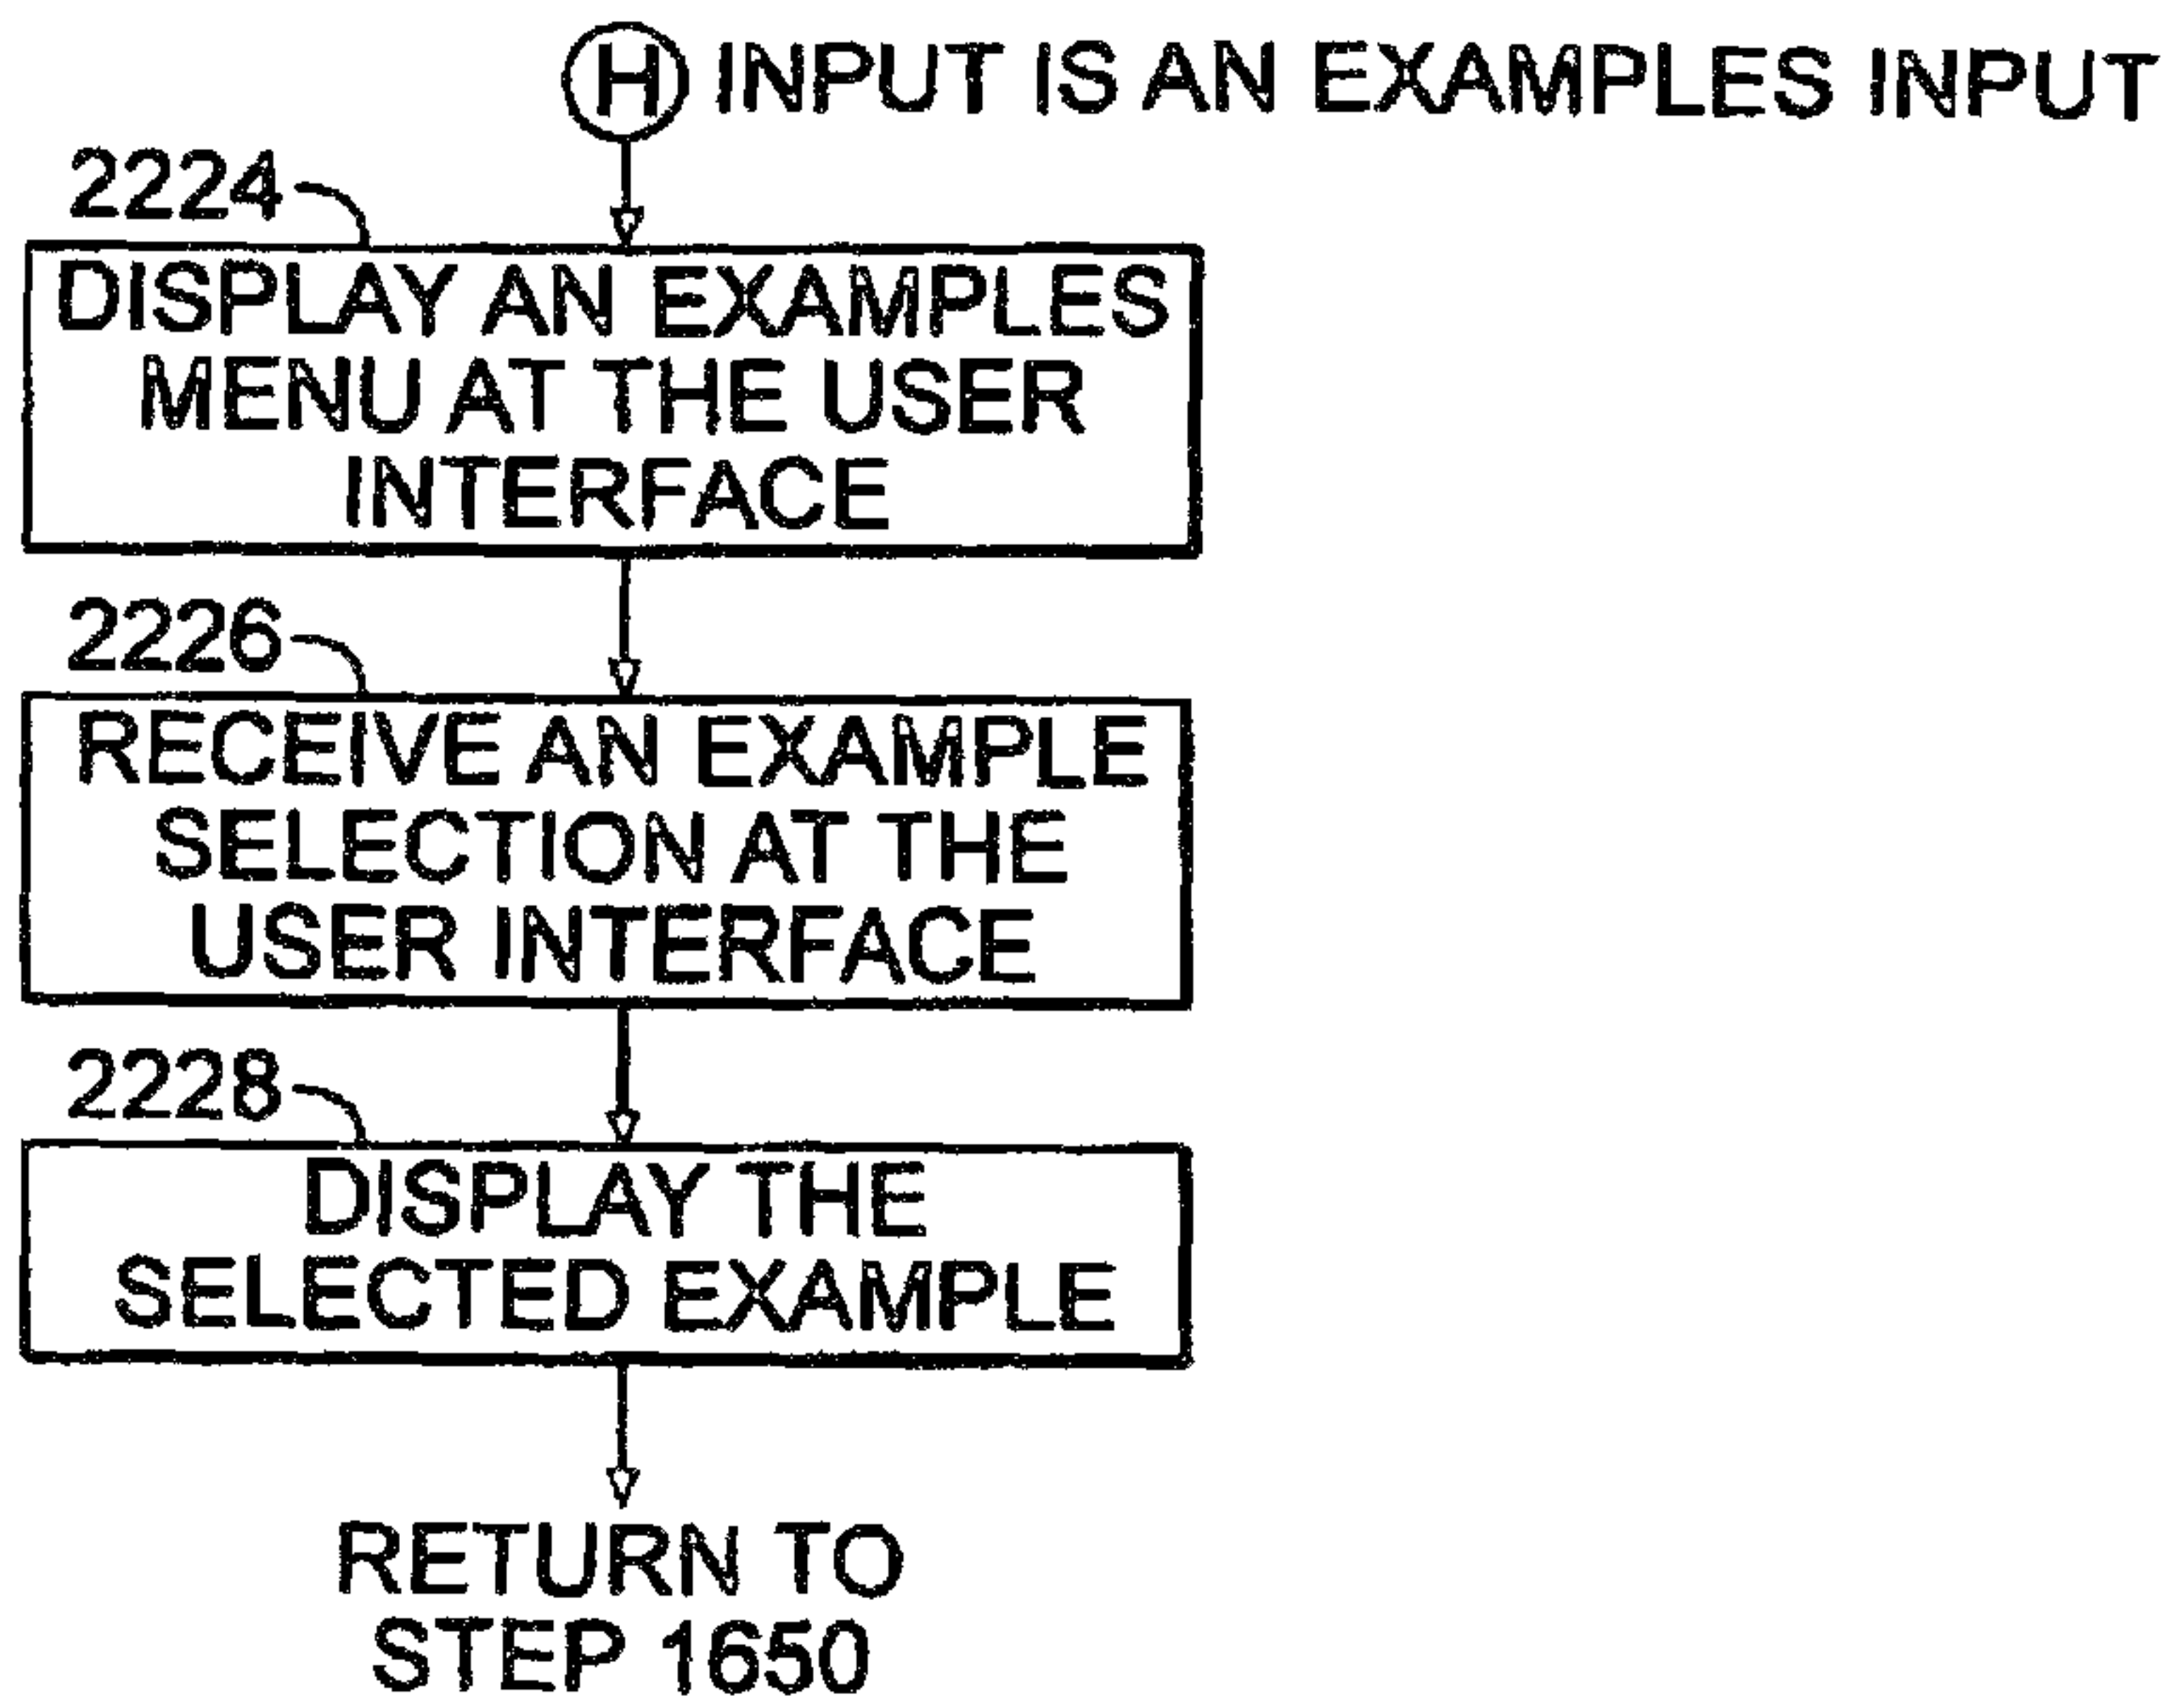 H INPUT IS AN EXAMPLES INPUT
2224
DISPLAY AN EXAMPLES
MENU AT THE USER
INTERFACE
2226
RECEIVE AN EXAMPLE
SELECTION AT THE
USER INTERFACE
2228
DISPLAY THE
SELECTED EXAMPLE
RETURN TO
STEP 1650